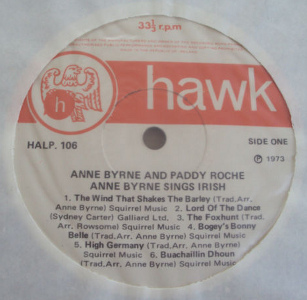 33⅓ r.p.m
hawk
h
HALP. 106
SIDE ONE
℗ 1973
ANNE BYRNE AND PADDY ROCHE
ANNE BYRNE SINGS IRISH
1. The Wind That Shakes The Barley (Trad,Arr,
Anne Byrne) Squirrel Music 2. Lord Of The Dance
(Sydney Carter) Galliard Ltd. 3. The Foxhunt (Trad.
Arr, Rowsome) Squirrel Music 4. Bogey's Bonny
Belle (Trad,Arr, Anne Byrne) Squirrel Music
5. High Germany (Trad,Arr, Anne Byrne)
Squirrel Music 6. Buachaillin Dhoun
(Trad,Arr, Anne Byrne) Squirrel Music